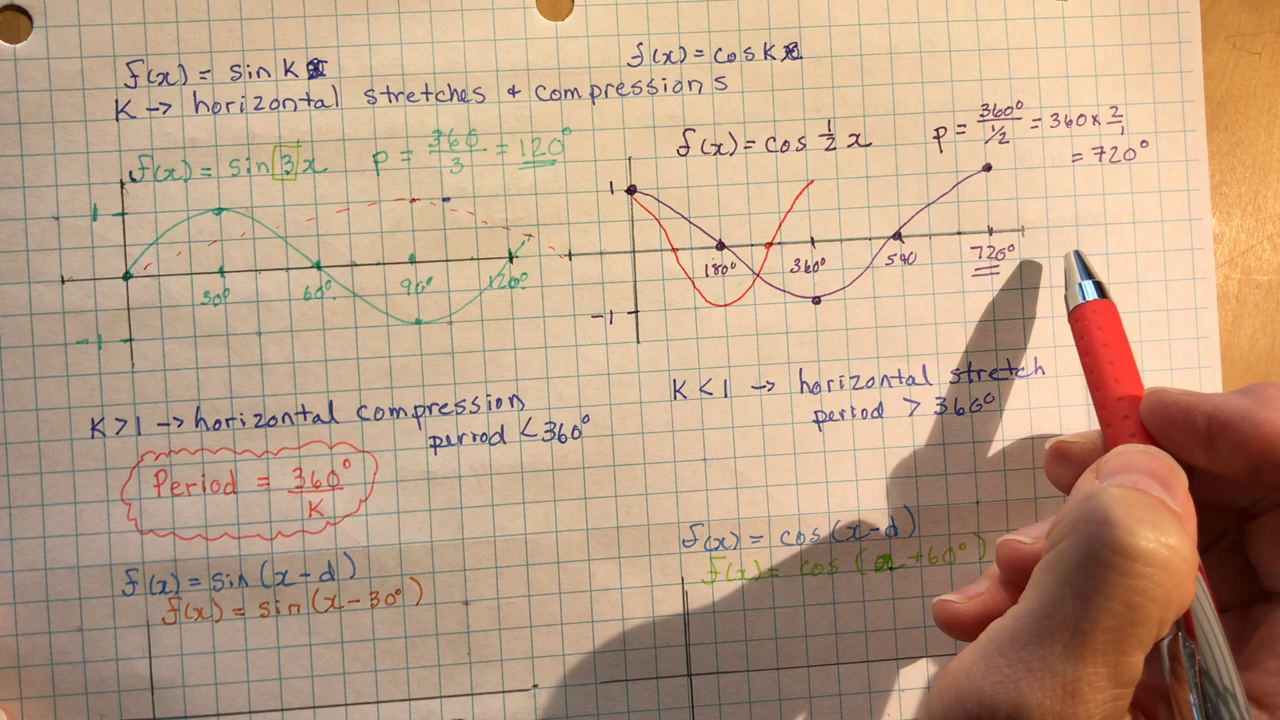 f(x) = sin kx
f(x) = cos kx
K → horizontal stretches & compressions
f(x) = sin 3x
p = 360/3 = 120°
1
30°
60°
90°
120°
-1
f(x) = cos 1/2 x
p = 360°/1/2 = 360 × 2/1
= 720°
1
180°
360°
540
720°
-1
K > 1 → horizontal compression
period < 360°
K < 1 → horizontal stretch
period > 360°
Period = 360°/K
f(x) = sin (x-d)
f(x) = sin (x-30°)
f(x) = cos (x-d)
f(x) = cos (x+60°)